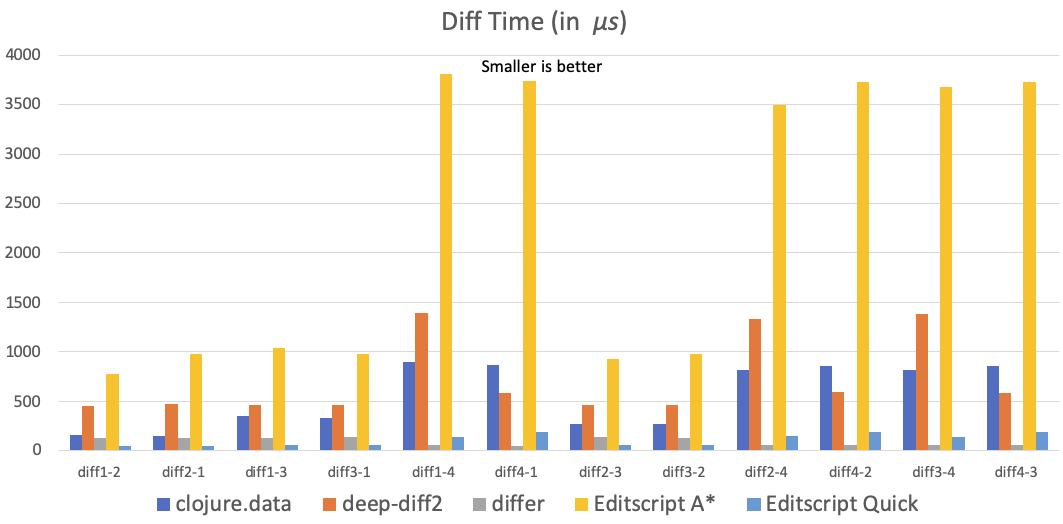 Diff Time (in μs)
Smaller is better
4000
3500
3000
2500
2000
1500
1000
500
0
diff1-2 diff2-1 diff1-3 diff3-1 diff1-4 diff4-1 diff2-3 diff3-2 diff2-4 diff4-2 diff3-4 diff4-3
clojure.data deep-diff2 differ Editscript A* Editscript Quick